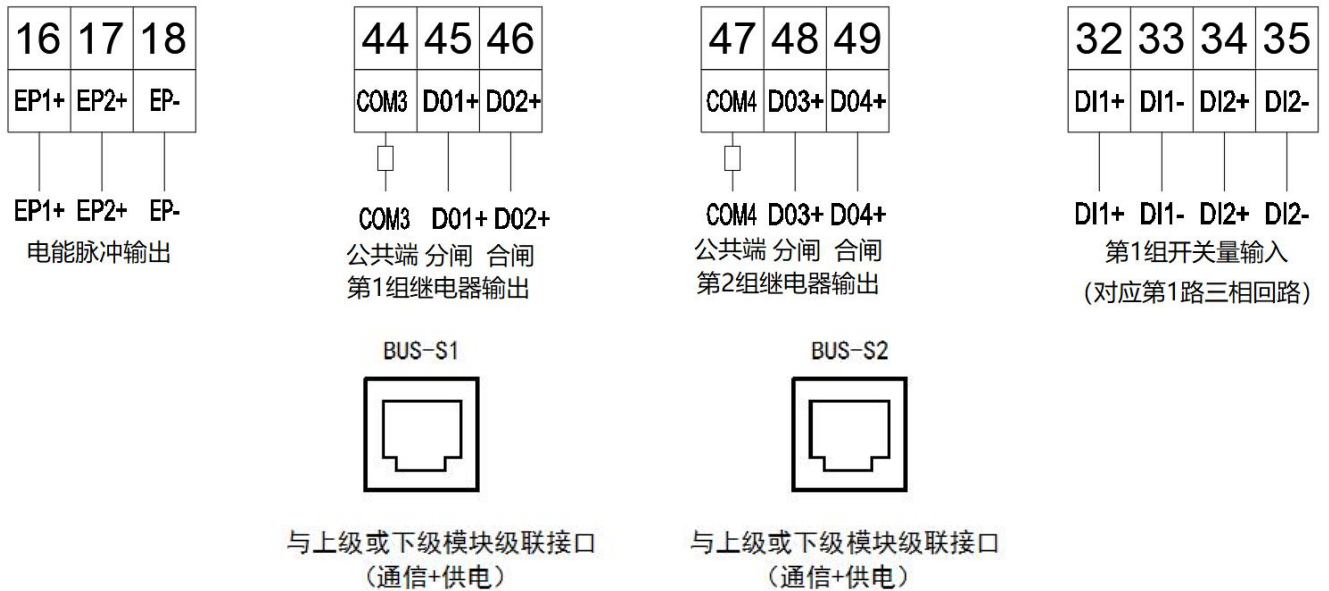 16 17 18
EP1+ EP2+ EP-
EP1+ EP2+ EP-
电能脉冲输出
44 45 46
COM3 D01+ D02+
COM3 D01+ D02+
公共端 分闸 合闸
第1组继电器输出
47 48 49
COM4 D03+ D04+
COM4 D03+ D04+
公共端 分闸 合闸
第2组继电器输出
32 33 34 35
DI1+ DI1- DI2+ DI2-
DI1+ DI1- DI2+ DI2-
第1组开关量输入
（对应第1路三相回路）
BUS-S1
与上级或下级模块级联接口
（通信+供电）
BUS-S2
与上级或下级模块级联接口
（通信+供电）